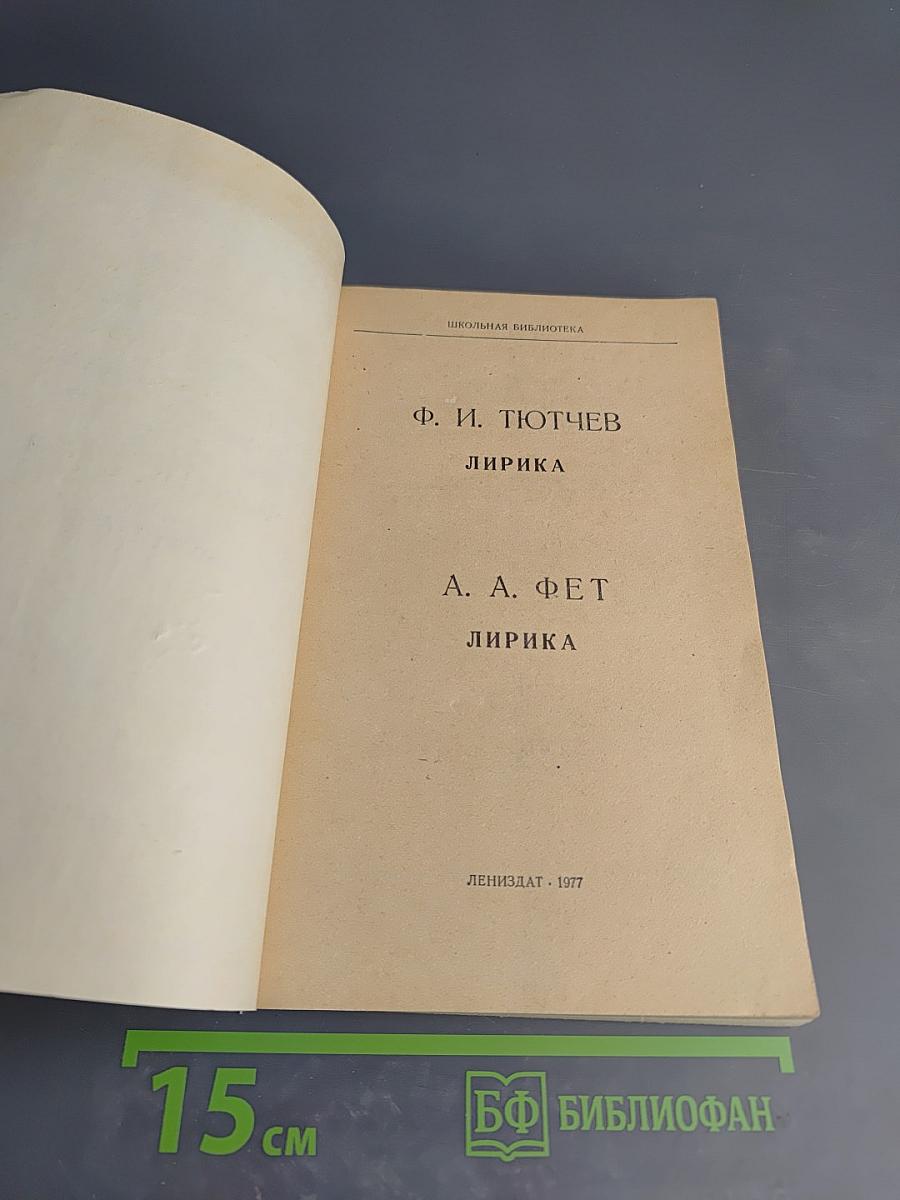 ШКОЛЬНАЯ БИБЛИОТЕКА
Ф. И. ТЮТЧЕВ
ЛИРИКА
А. А. ФЕТ
ЛИРИКА
ЛЕНИЗДАТ · 1977
15 см
БФ БИБЛИОФАН